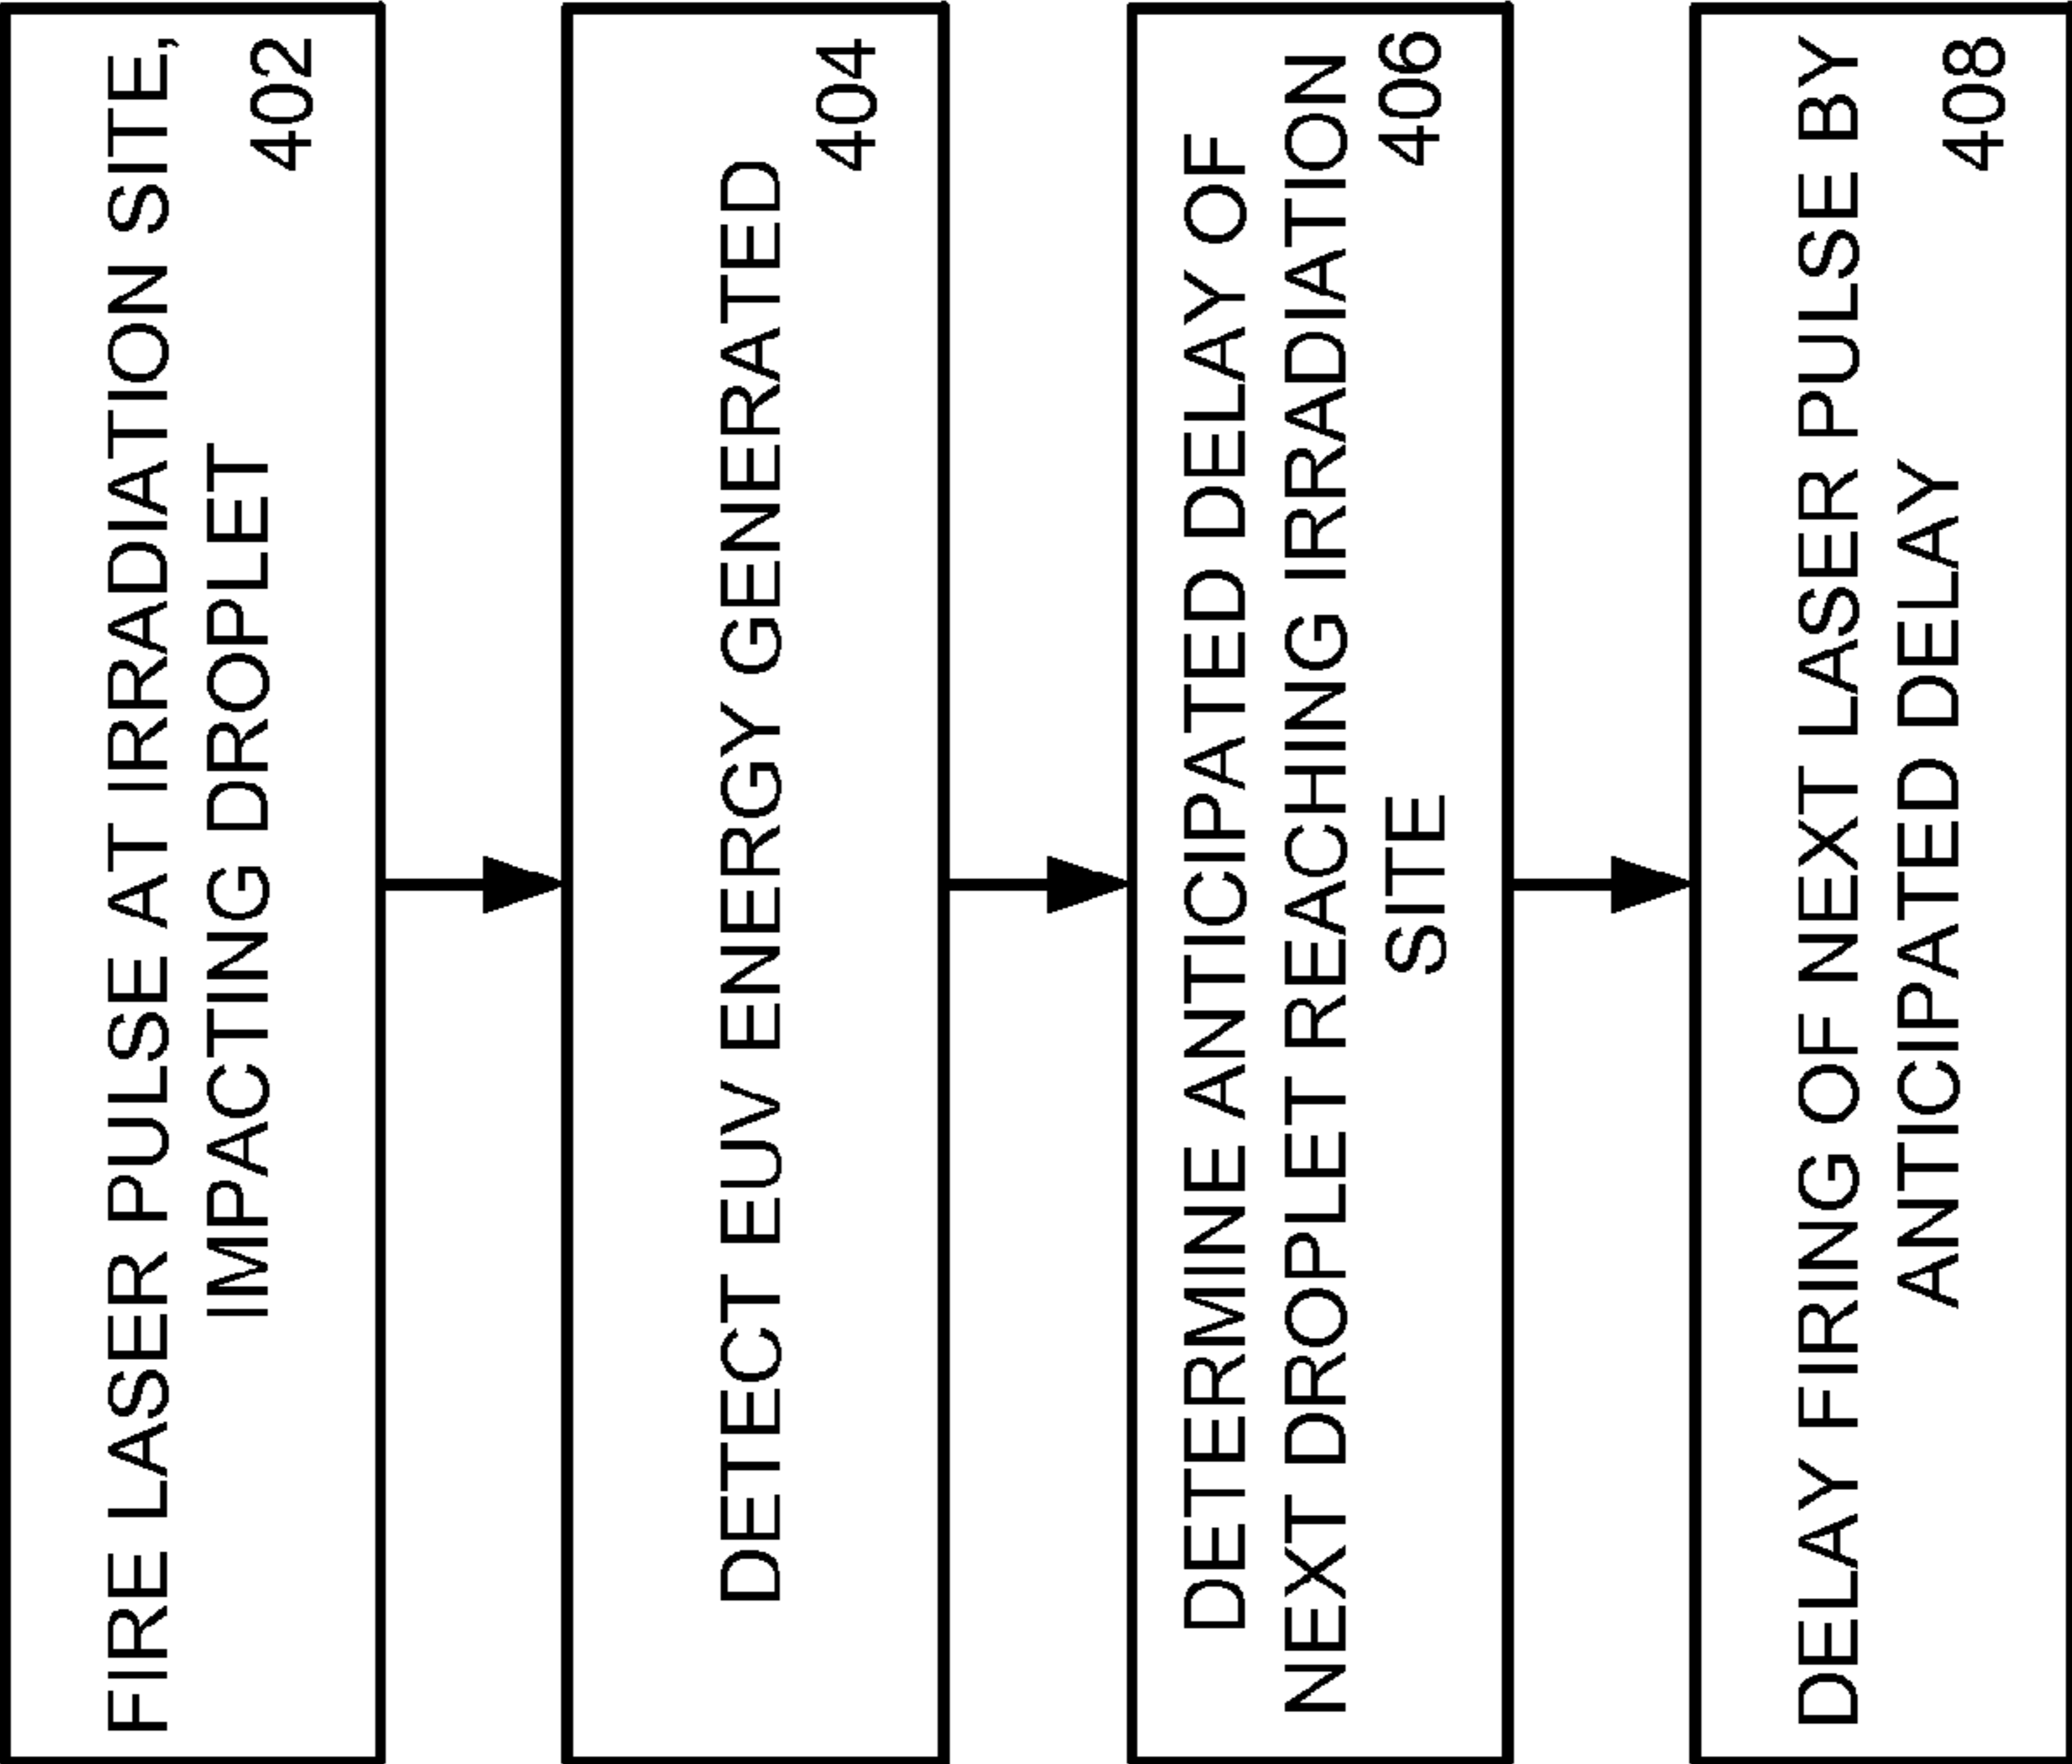 FIRE LASER PULSE AT IRRADIATION SITE,
IMPACTING DROPLET
402
DETECT EUV ENERGY GENERATED
404
DETERMINE ANTICIPATED DELAY OF
NEXT DROPLET REACHING IRRADIATION
SITE
406
DELAY FIRING OF NEXT LASER PULSE BY
ANTICIPATED DELAY
408